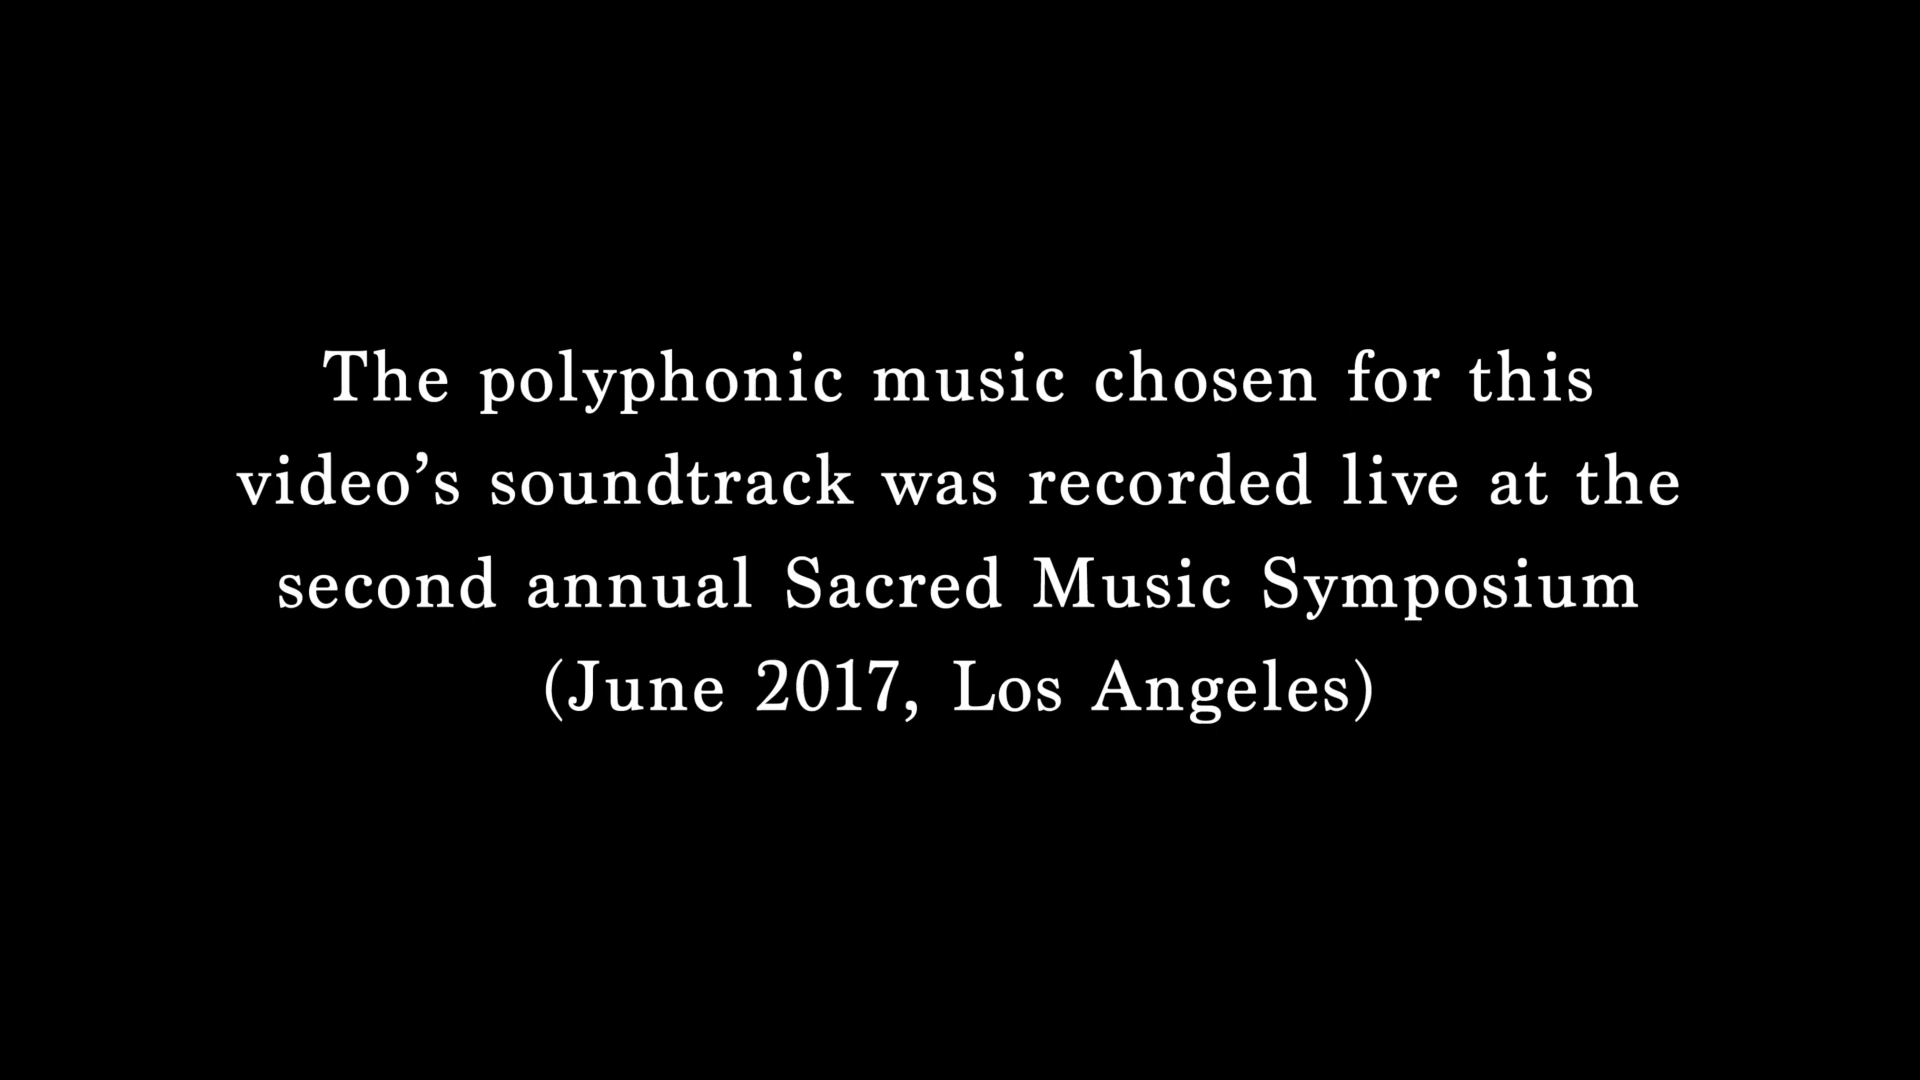 The polyphonic music chosen for this
video’s soundtrack was recorded live at the
second annual Sacred Music Symposium
(June 2017, Los Angeles)